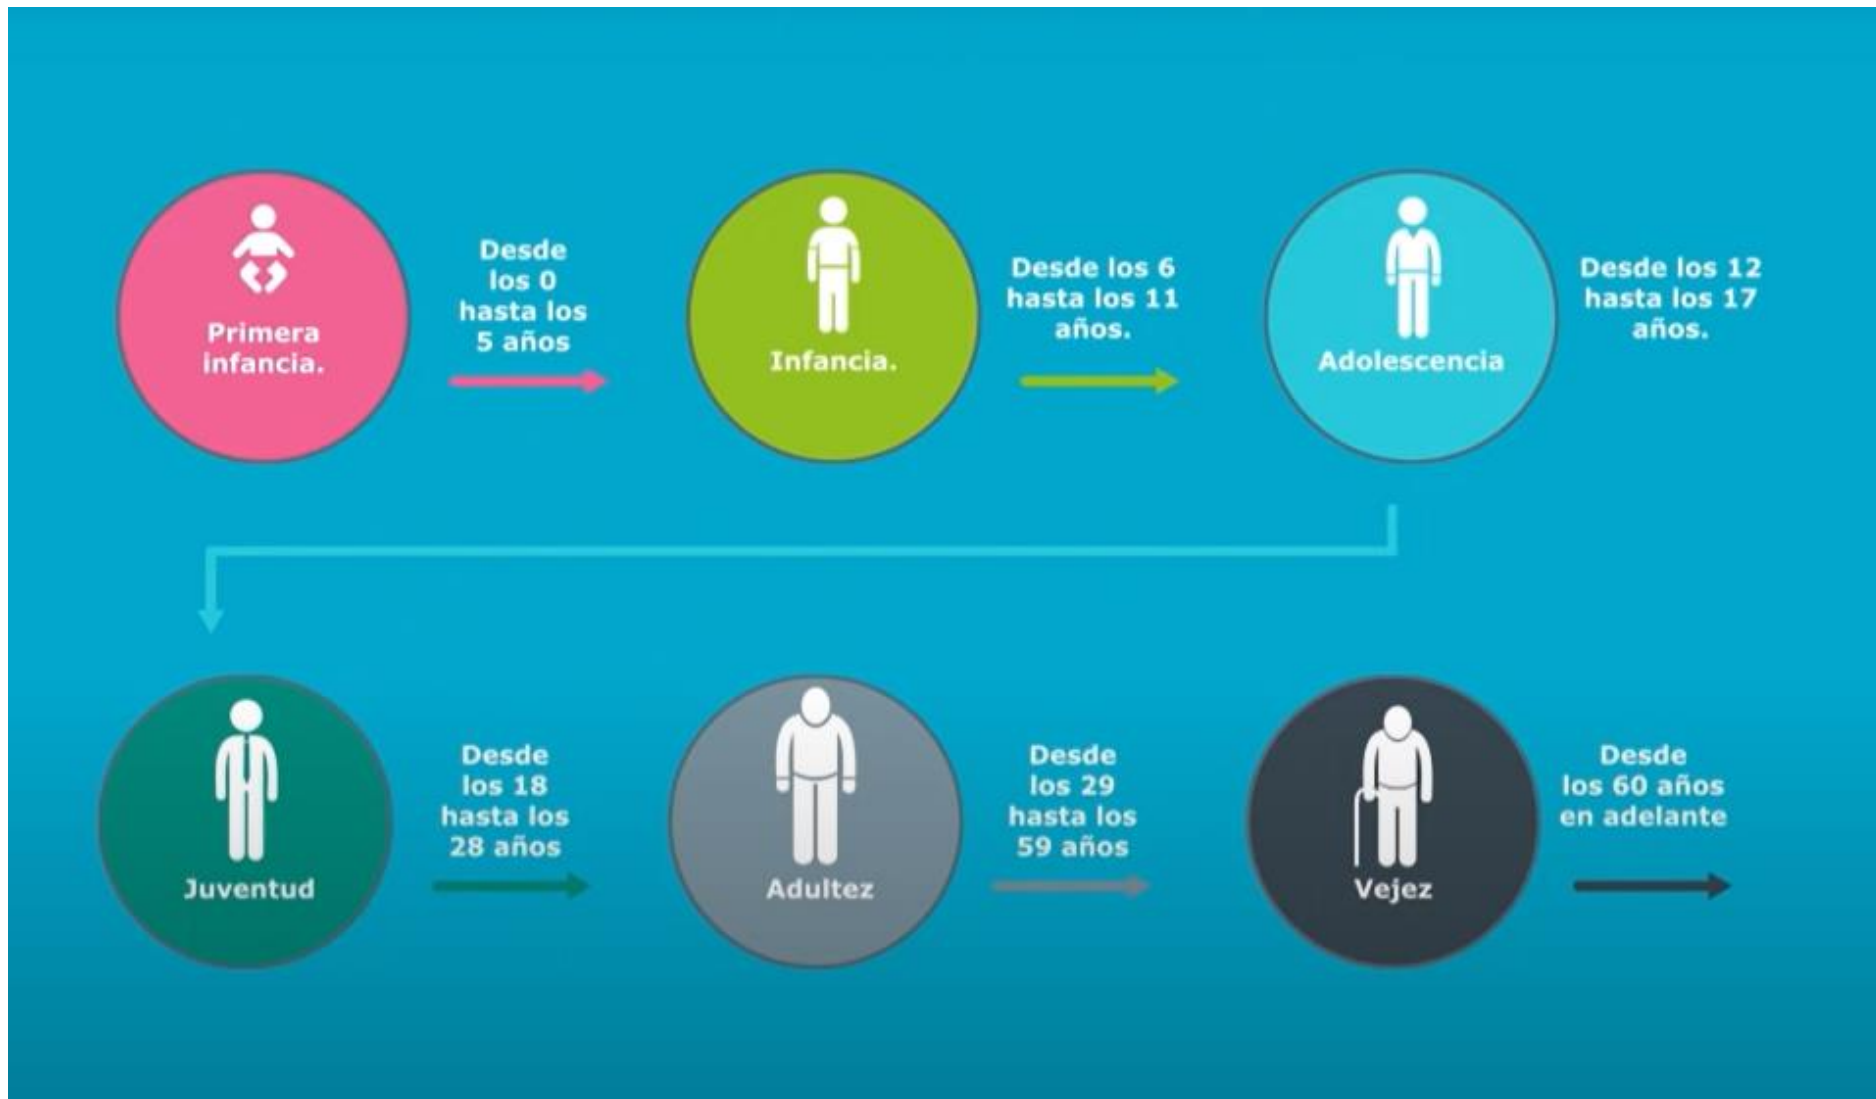 Primera
infancia.
Desde
los 0
hasta los
5 años
Infancia.
Desde los 6
hasta los 11
años.
Adolescencia
Desde los 12
hasta los 17
años.
Juventud
Desde
los 18
hasta los
28 años
Adultez
Desde
los 29
hasta los
59 años
Vejez
Desde
los 60 años
en adelante